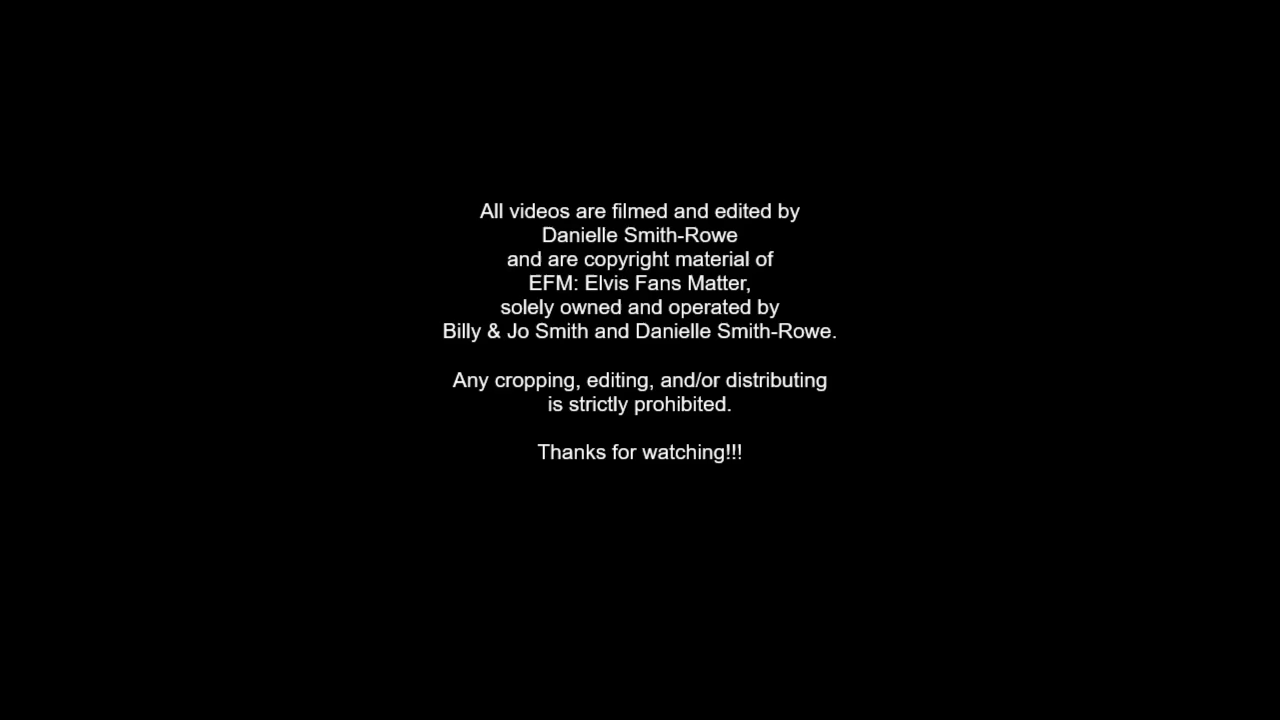 All videos are filmed and edited by
Danielle Smith-Rowe
and are copyright material of
EFM: Elvis Fans Matter,
solely owned and operated by
Billy & Jo Smith and Danielle Smith-Rowe.
Any cropping, editing, and/or distributing
is strictly prohibited.
Thanks for watching!!!